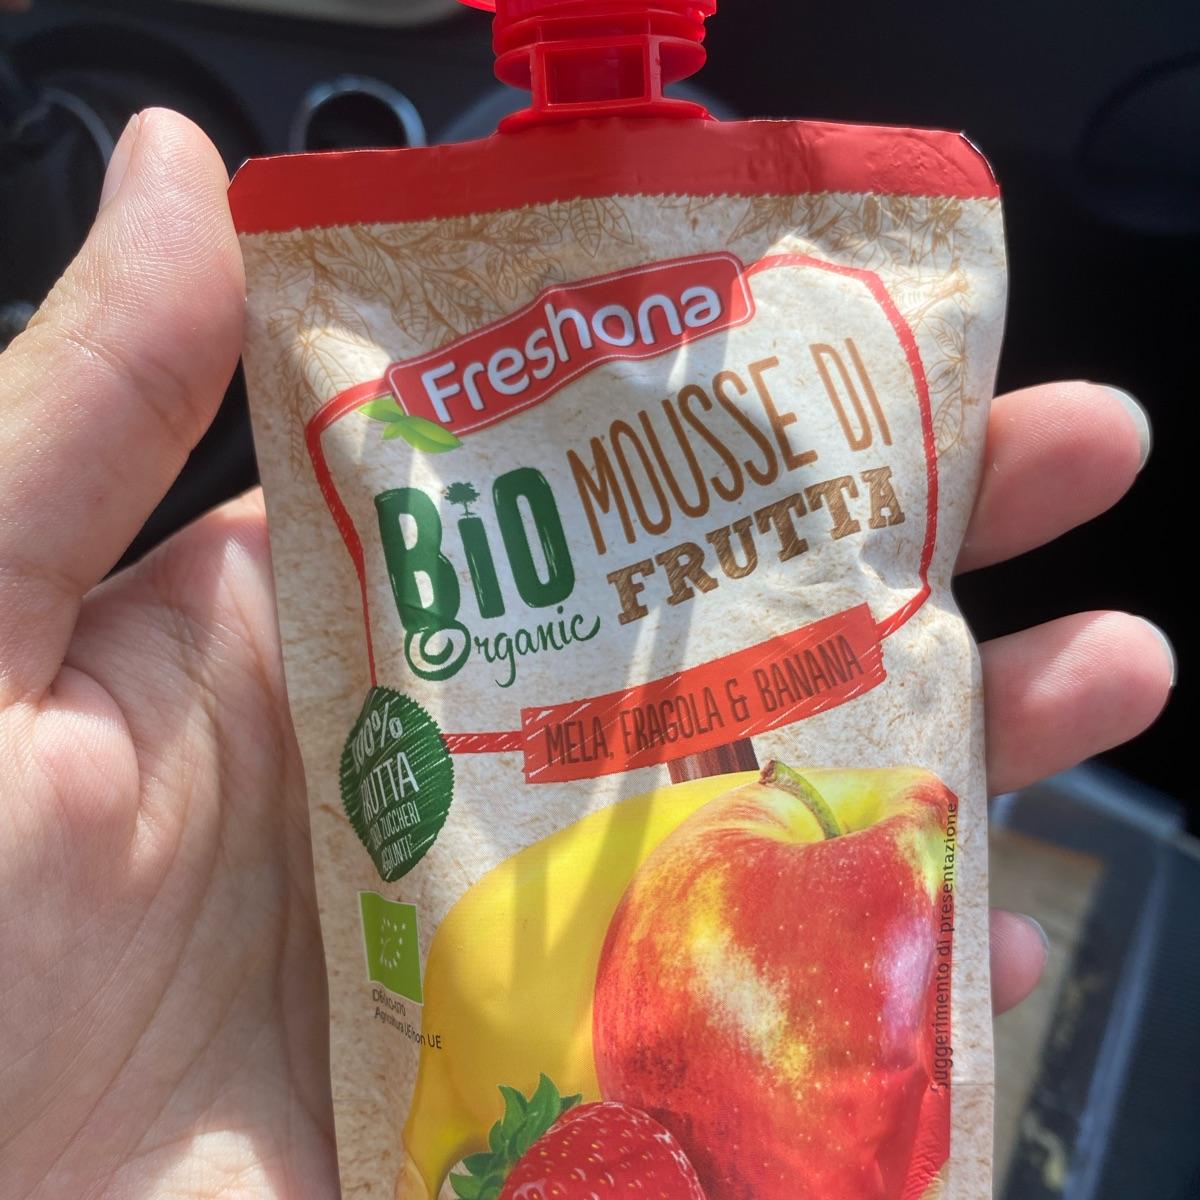 Freshona
BiO
Organic
MOUSSE DI
FRUTTA
MELA, FRAGOLA & BANANA
100%
FRUTTA
ZUCCHERI
AGGIUNTI
Agricoltura UE/non UE
Suggerimento di presentazione